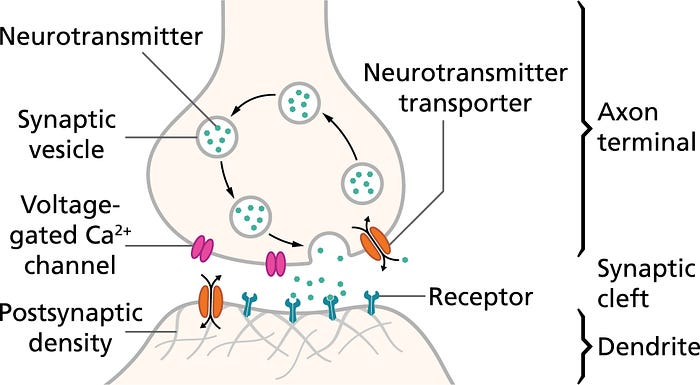 Neurotransmitter
Synaptic
vesicle
Voltage-
gated Ca²⁺
channel
Postsynaptic
density
Neurotransmitter
transporter
Receptor
Axon
terminal
Synaptic
cleft
Dendrite